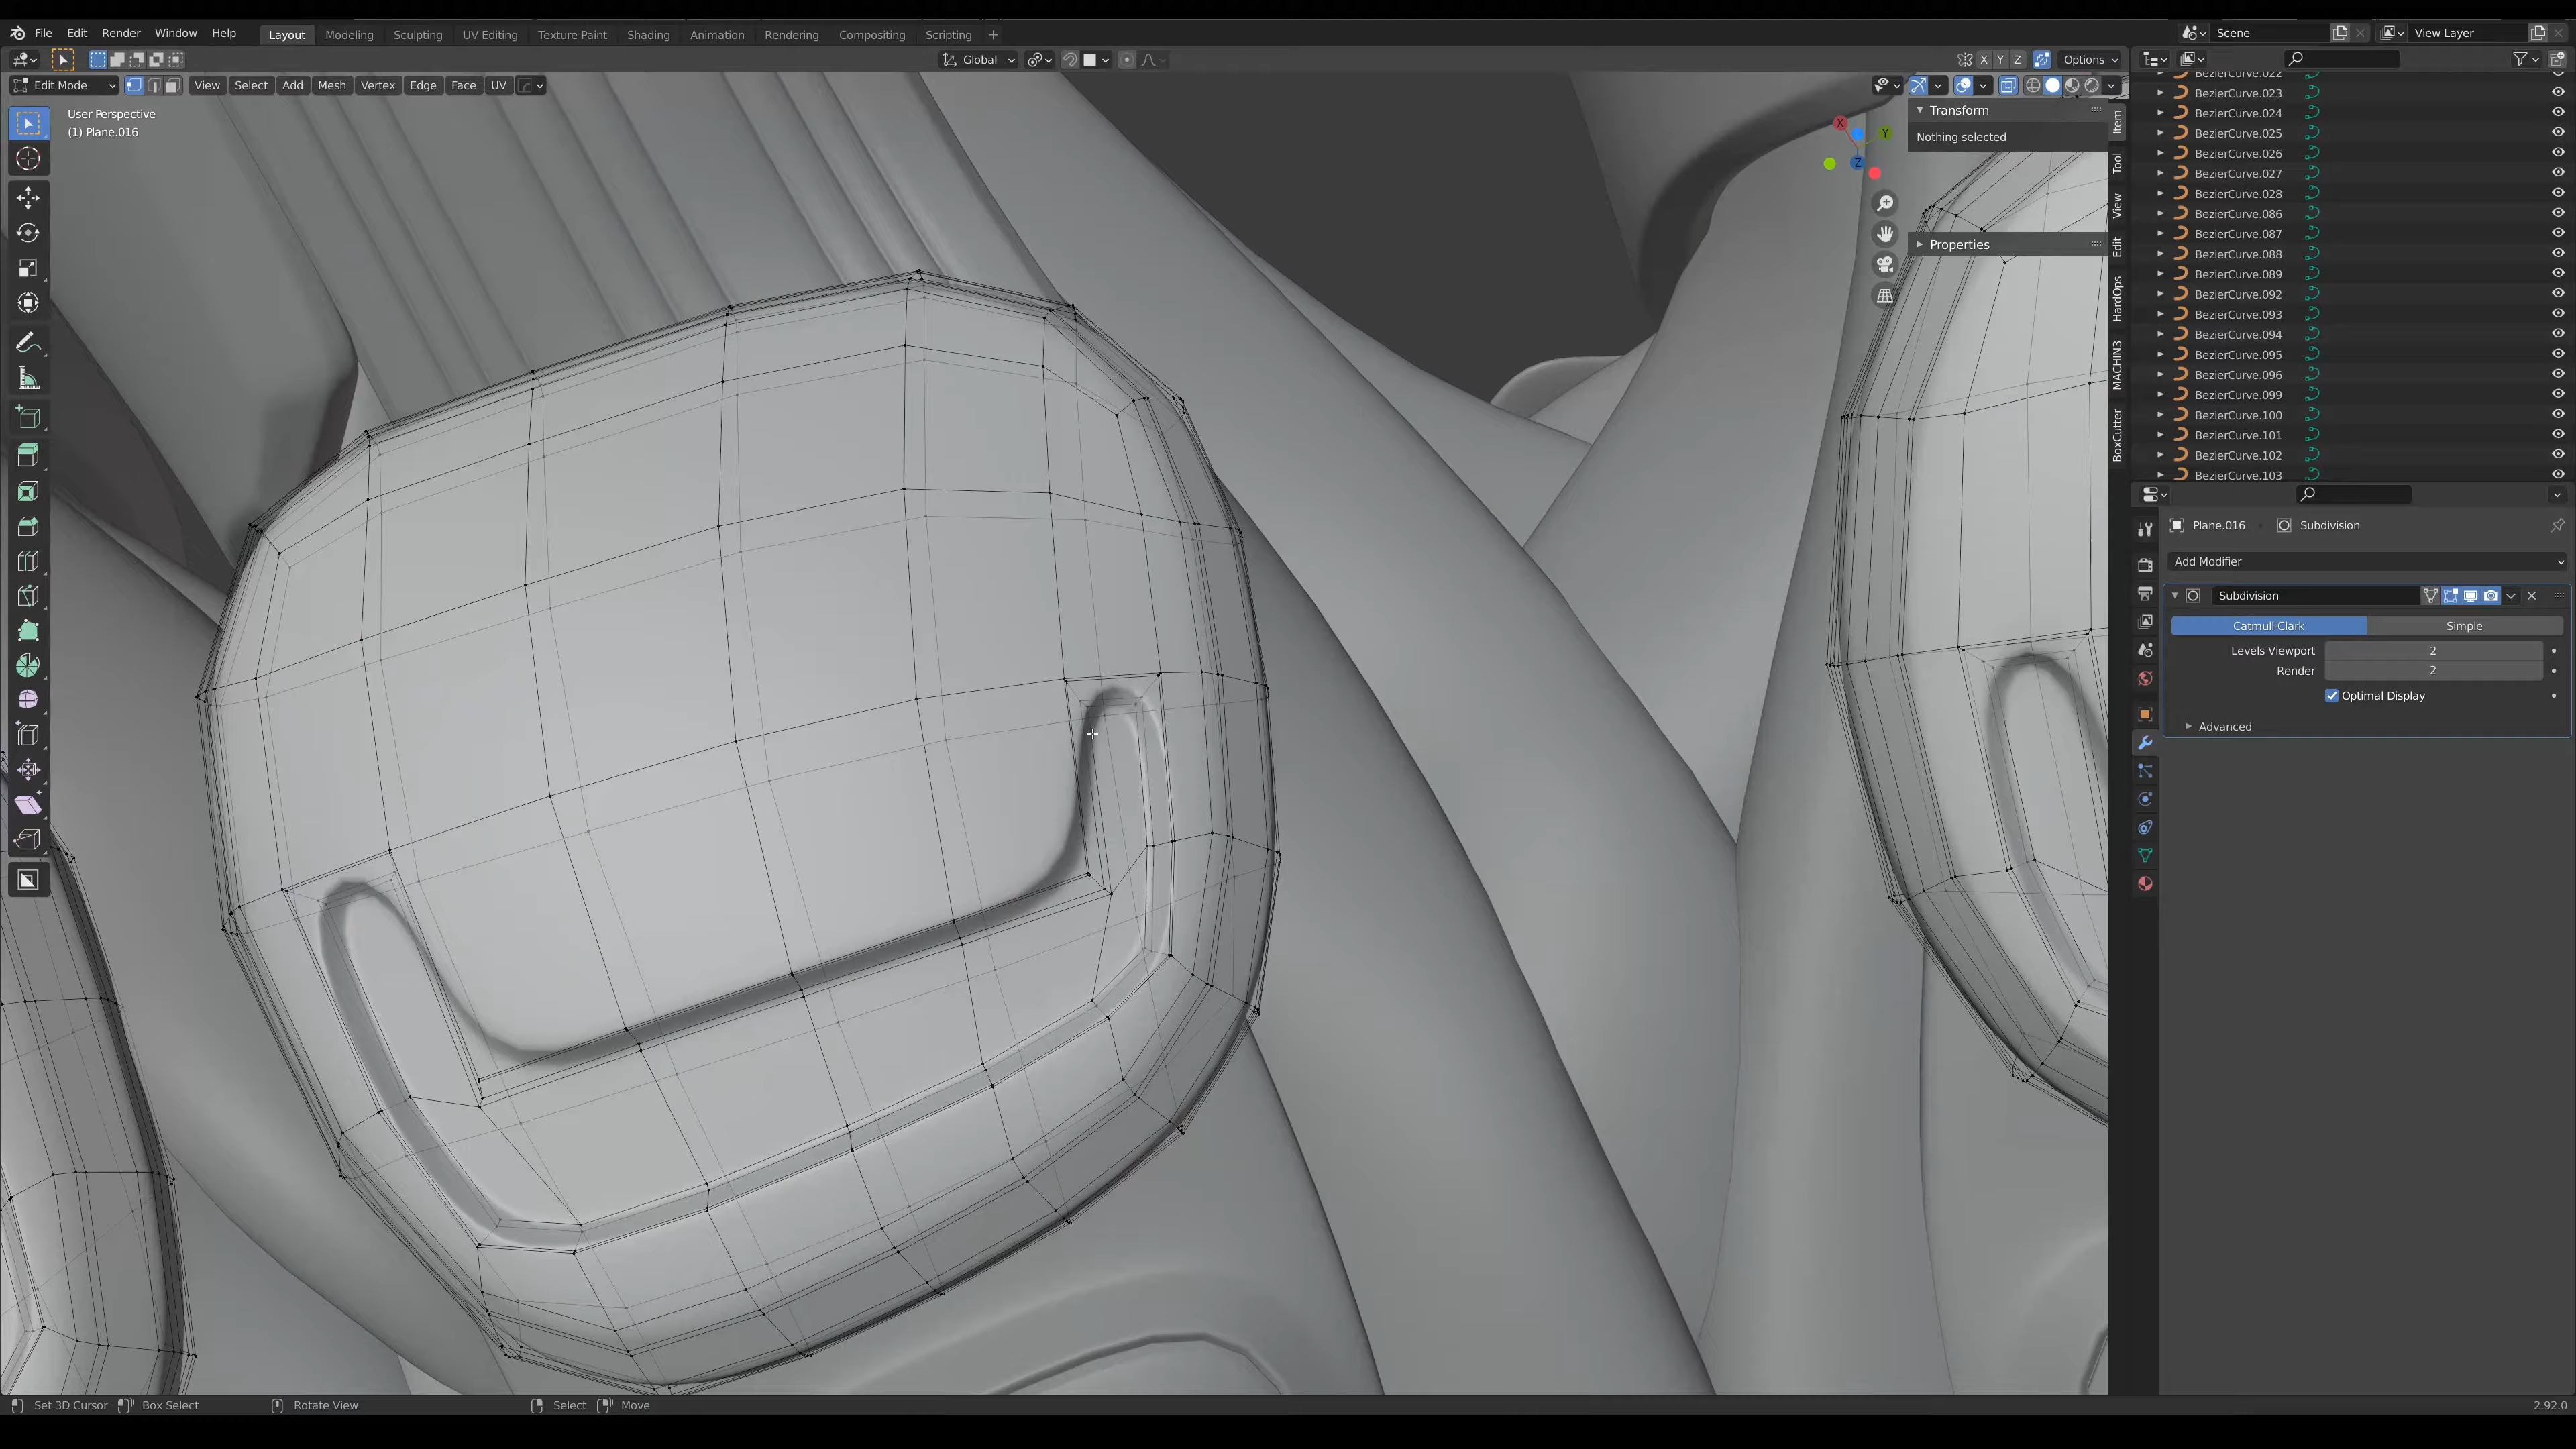 File Edit Render Window Help Layout Modeling Sculpting UV Editing Texture Paint Shading Animation Rendering Compositing Scripting + Scene View Layer
Global X Y Z Options
Edit Mode View Select Add Mesh Vertex Edge Face UV
User Perspective
(1) Plane.016
X Y Z
Transform
Nothing selected
Properties
Item
Tool
View
Edit
HardOps
MACHIN3
BoxCutter
BezierCurve.022
BezierCurve.023
BezierCurve.024
BezierCurve.025
BezierCurve.026
BezierCurve.027
BezierCurve.028
BezierCurve.086
BezierCurve.087
BezierCurve.088
BezierCurve.089
BezierCurve.092
BezierCurve.093
BezierCurve.094
BezierCurve.095
BezierCurve.096
BezierCurve.099
BezierCurve.100
BezierCurve.101
BezierCurve.102
BezierCurve.103
Plane.016 Subdivision
Add Modifier
Subdivision
Catmull-Clark Simple
Levels Viewport 2
Render 2
Optimal Display
Advanced
Set 3D Cursor Box Select Rotate View Select Move 2.92.0